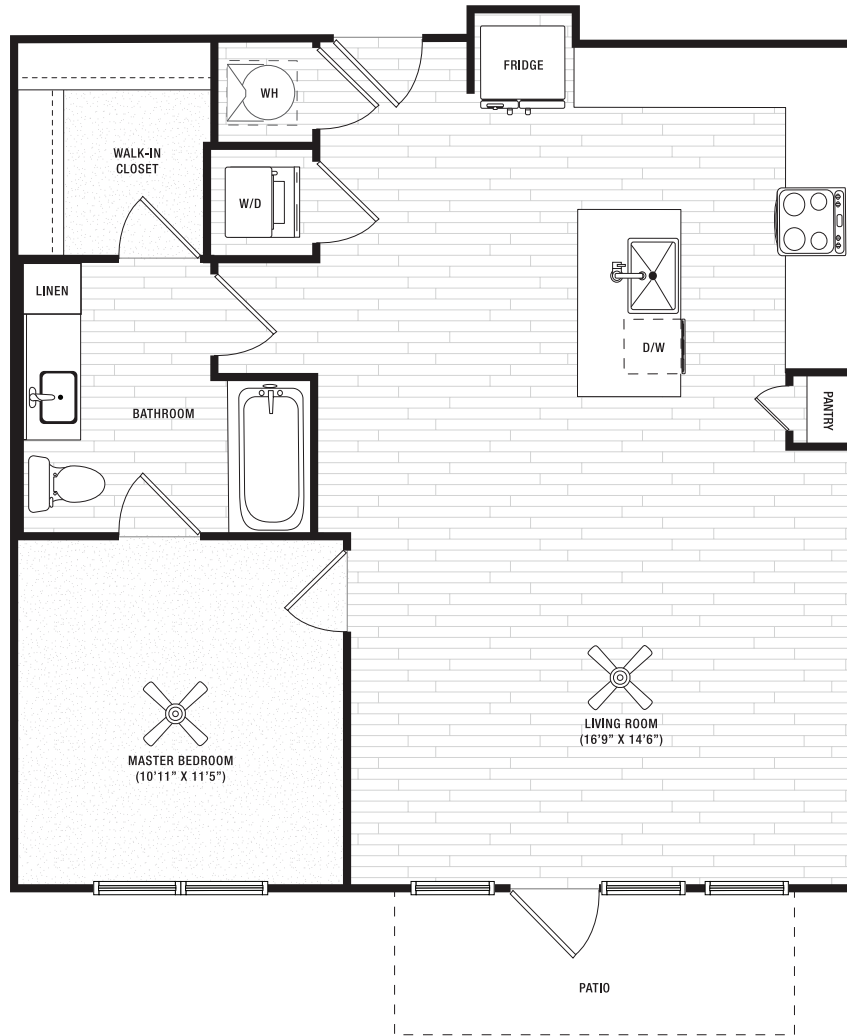 FRIDGE
WH
WALK-IN
CLOSET
W/D
LINEN
D/W
PANTRY
BATHROOM
LIVING ROOM
(16’9” X 14’6”)
MASTER BEDROOM
(10’11” X 11’5”)
PATIO